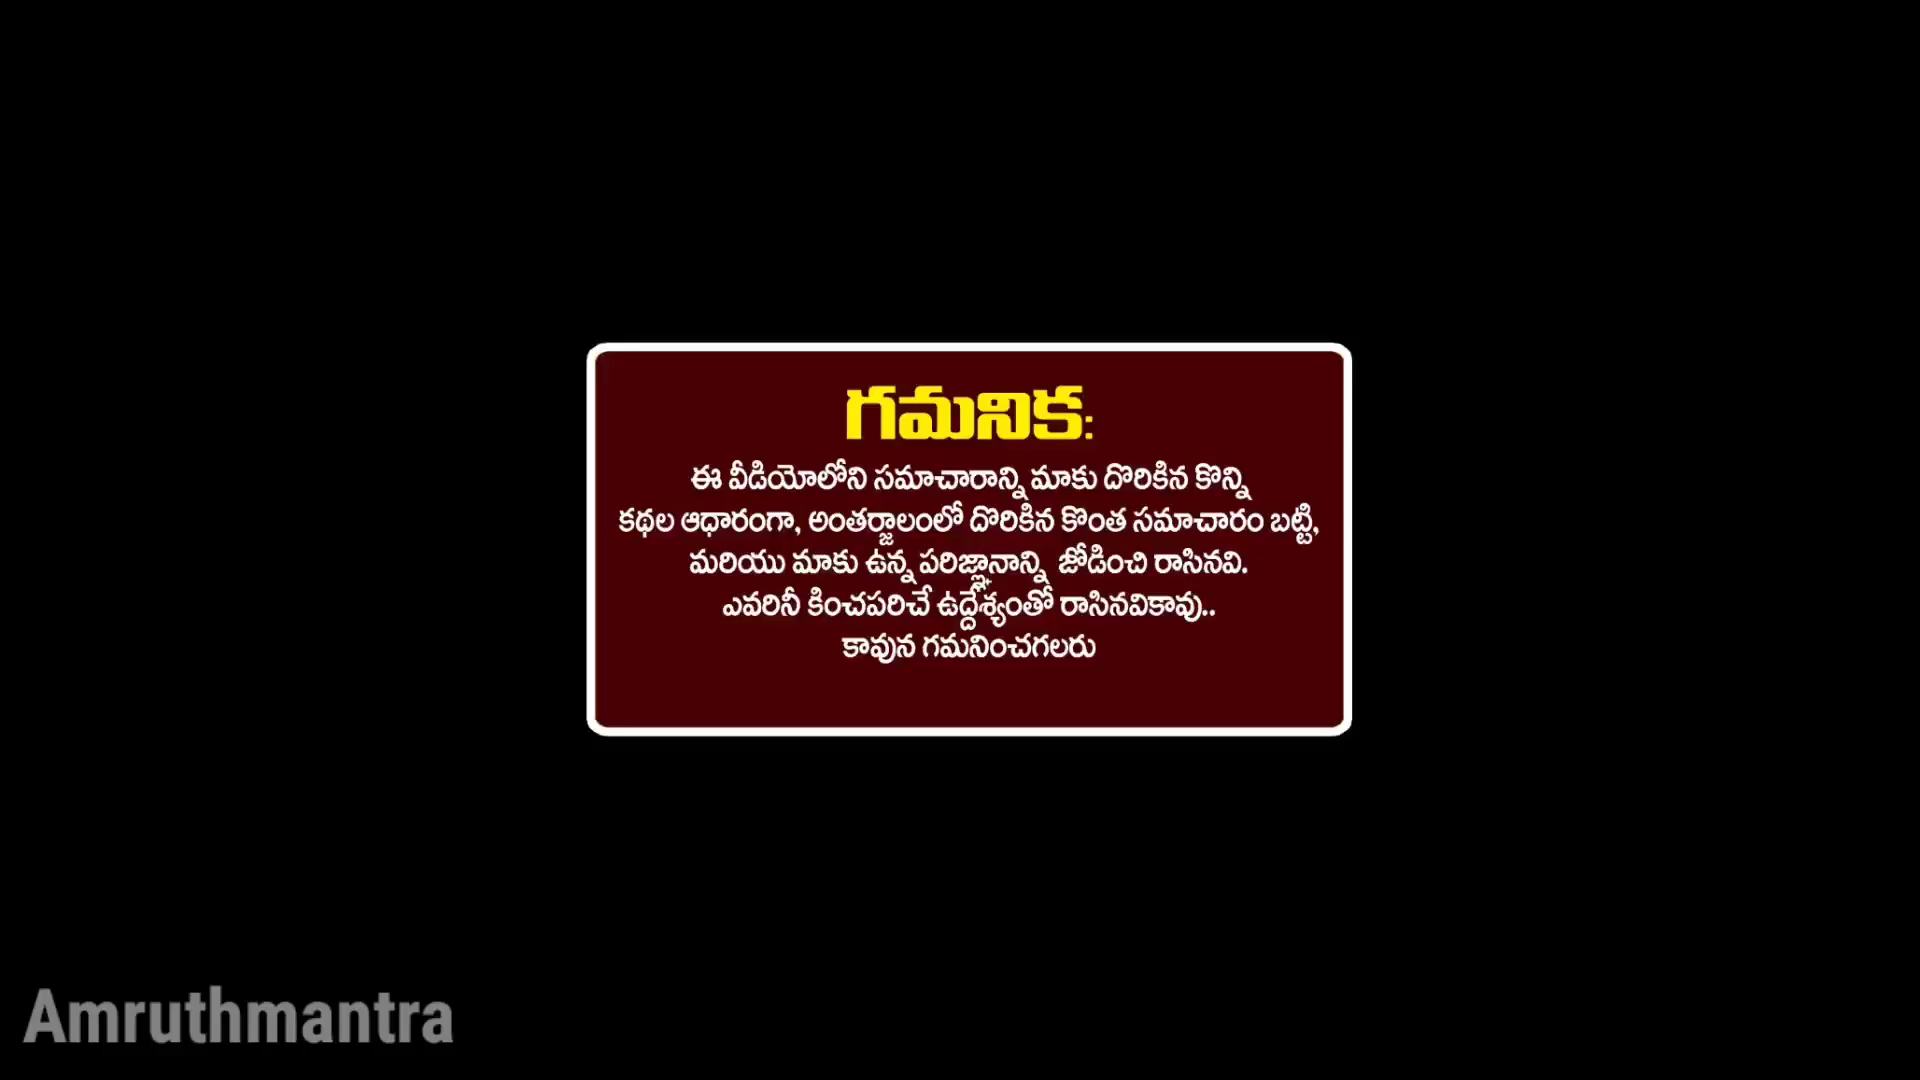 గమనిక:
ఈ వీడియోలోని సమాచారాన్ని మాకు దొరికిన కొన్ని
కథల ఆధారంగా, అంతర్జాలంలో దొరికిన కొంత సమాచారం బట్టి,
మరియు మాకు ఉన్న పరిజ్ఞానాన్ని జోడించి రాసినవి.
ఎవరినీ కించపరిచే ఉద్దేశ్యంతో రాసినవికావు..
కావున గమనించగలరు
Amruthmantra